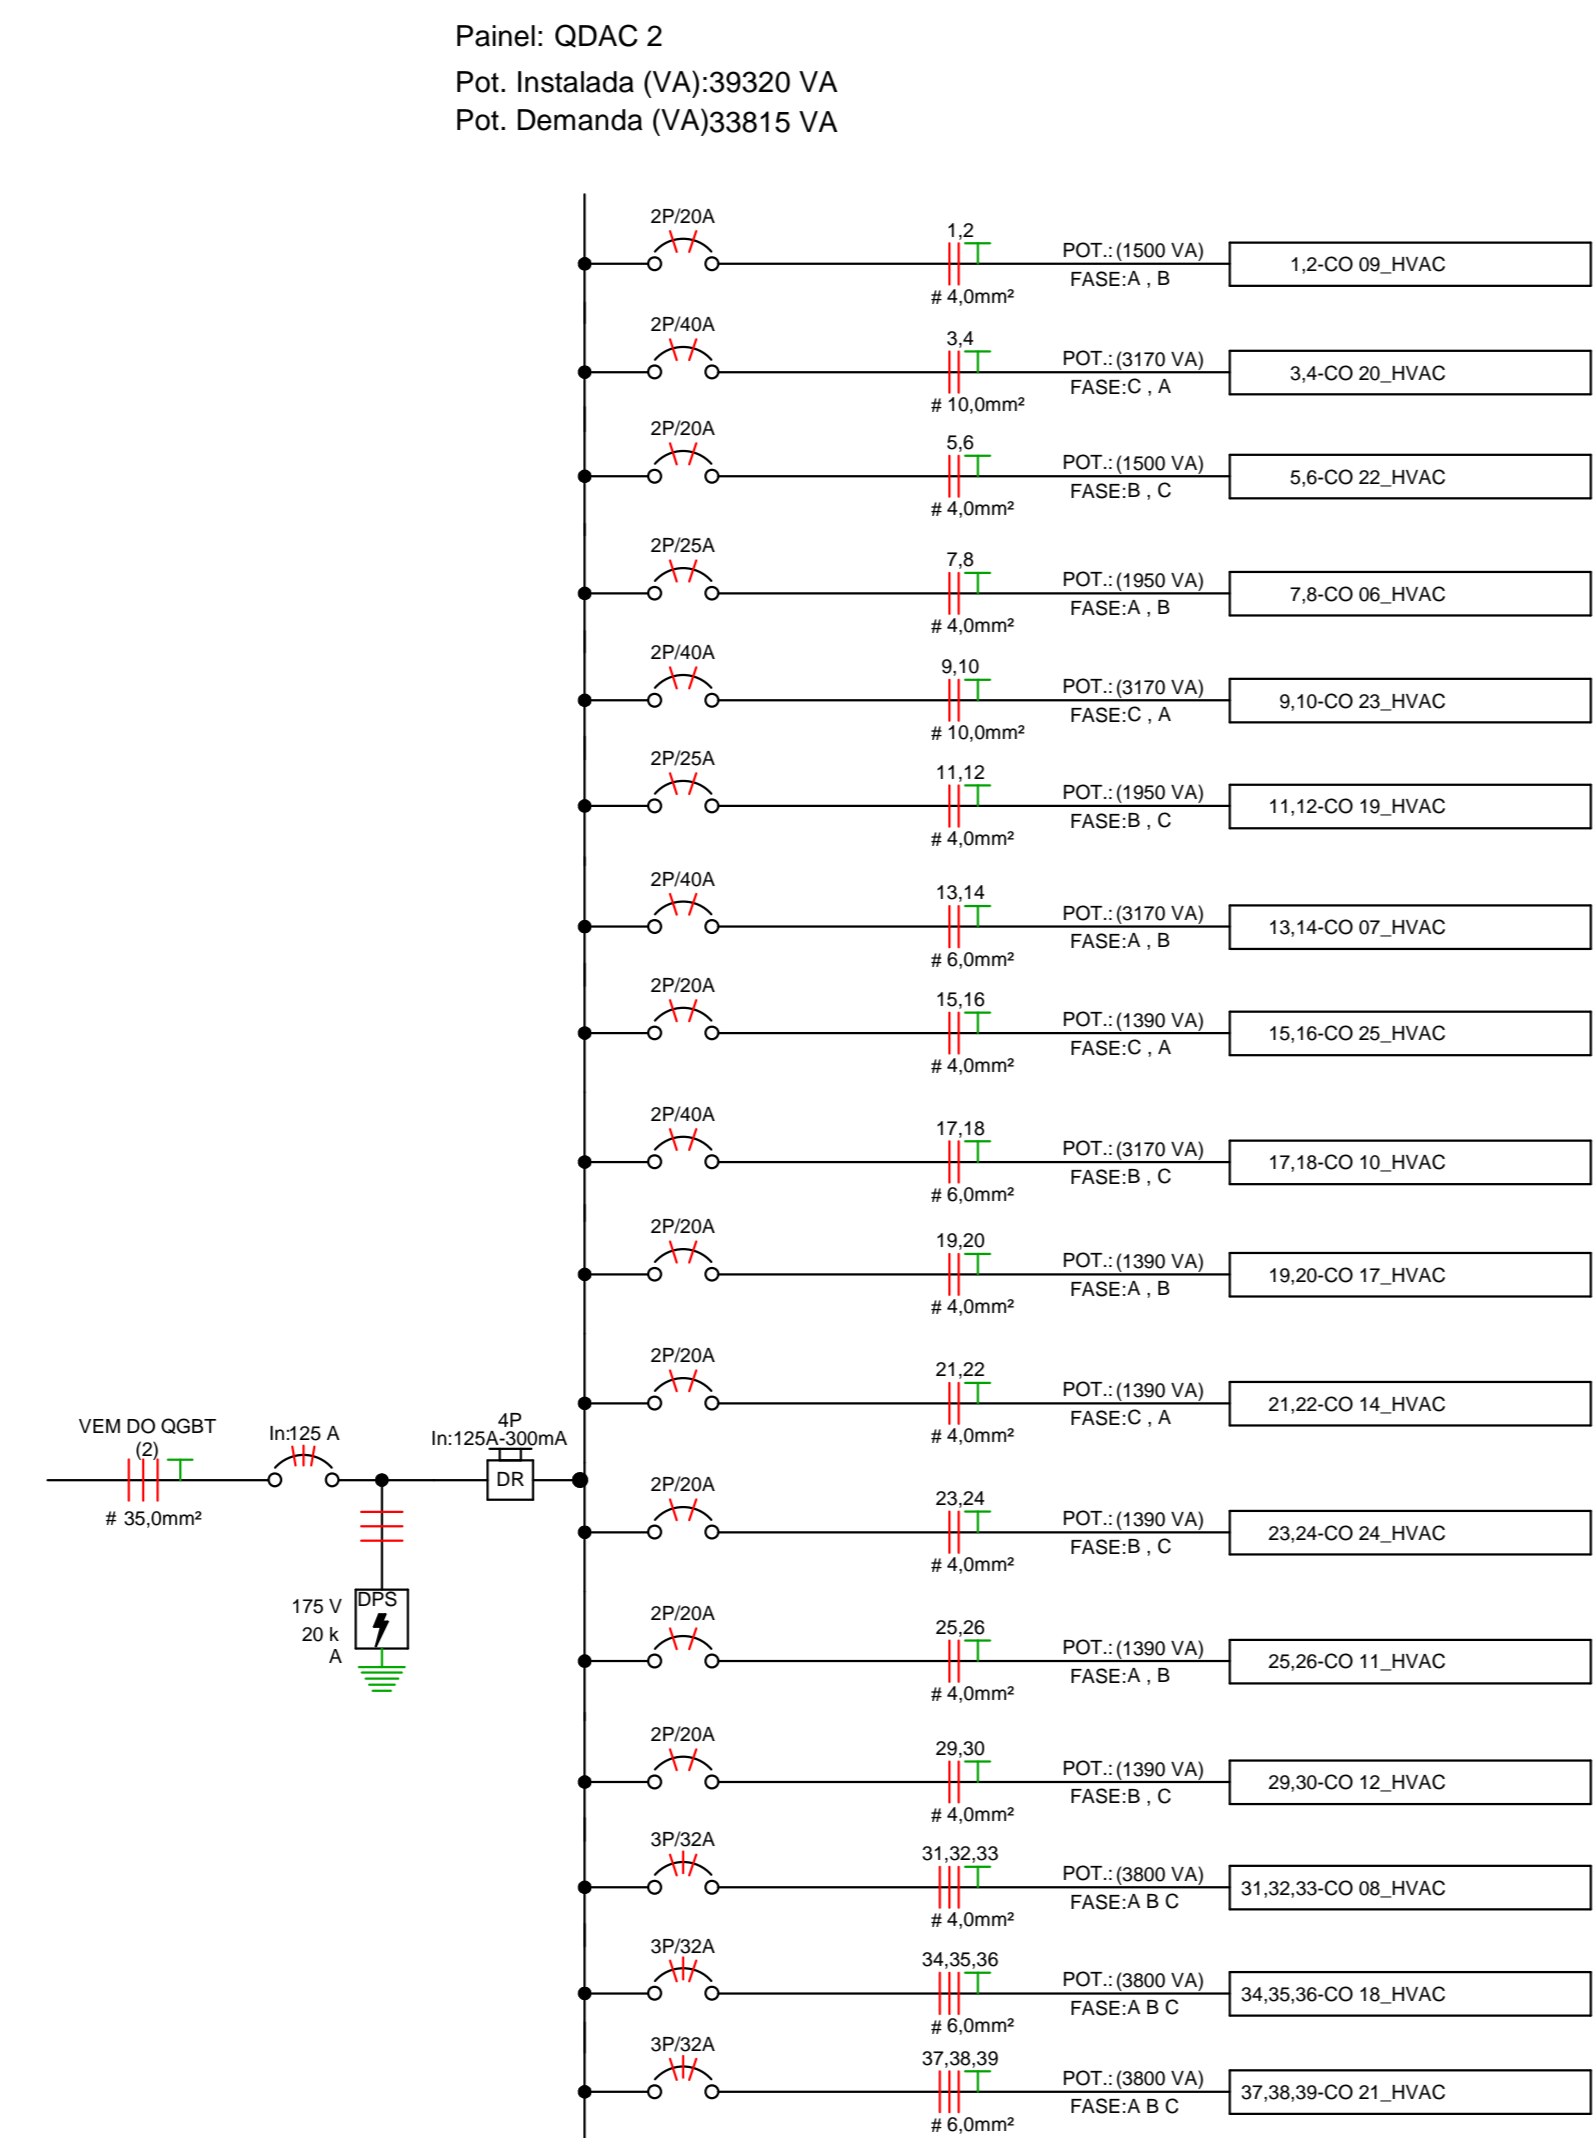 Painel: QDAC 2
Pot. Instalada (VA):39320 VA
Pot. Demanda (VA)33815 VA
2P/20A
1,2
# 4,0mm²
POT.: (1500 VA)
FASE:A , B
1,2-CO 09_HVAC
2P/40A
3,4
# 10,0mm²
POT.: (3170 VA)
FASE:C , A
3,4-CO 20_HVAC
2P/20A
5,6
# 4,0mm²
POT.: (1500 VA)
FASE:B , C
5,6-CO 22_HVAC
2P/25A
7,8
# 4,0mm²
POT.: (1950 VA)
FASE:A , B
7,8-CO 06_HVAC
2P/40A
9,10
# 10,0mm²
POT.: (3170 VA)
FASE:C , A
9,10-CO 23_HVAC
2P/25A
11,12
# 4,0mm²
POT.: (1950 VA)
FASE:B , C
11,12-CO 19_HVAC
2P/40A
13,14
# 6,0mm²
POT.: (3170 VA)
FASE:A , B
13,14-CO 07_HVAC
2P/20A
15,16
# 4,0mm²
POT.: (1390 VA)
FASE:C , A
15,16-CO 25_HVAC
2P/40A
17,18
# 6,0mm²
POT.: (3170 VA)
FASE:B , C
17,18-CO 10_HVAC
2P/20A
19,20
# 4,0mm²
POT.: (1390 VA)
FASE:A , B
19,20-CO 17_HVAC
2P/20A
21,22
# 4,0mm²
POT.: (1390 VA)
FASE:C , A
21,22-CO 14_HVAC
VEM DO QGBT
(2)
# 35,0mm²
In:125 A
4P
In:125A-300mA
DR
DPS
175 V
20 k
A
2P/20A
23,24
# 4,0mm²
POT.: (1390 VA)
FASE:B , C
23,24-CO 24_HVAC
2P/20A
25,26
# 4,0mm²
POT.: (1390 VA)
FASE:A , B
25,26-CO 11_HVAC
2P/20A
29,30
# 4,0mm²
POT.: (1390 VA)
FASE:B , C
29,30-CO 12_HVAC
3P/32A
31,32,33
# 4,0mm²
POT.: (3800 VA)
FASE:A B C
31,32,33-CO 08_HVAC
3P/32A
34,35,36
# 6,0mm²
POT.: (3800 VA)
FASE:A B C
34,35,36-CO 18_HVAC
3P/32A
37,38,39
# 6,0mm²
POT.: (3800 VA)
FASE:A B C
37,38,39-CO 21_HVAC